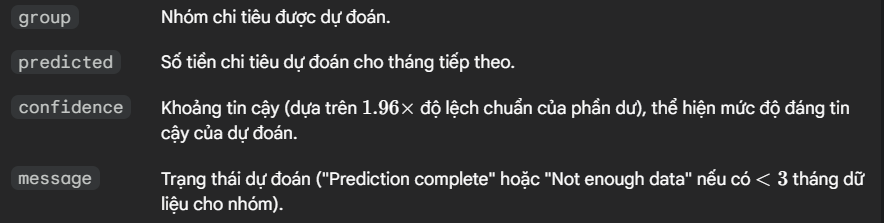 group Nhóm chi tiêu được dự đoán.
predicted Số tiền chi tiêu dự đoán cho tháng tiếp theo.
confidence Khoảng tin cậy (dựa trên 1.96× độ lệch chuẩn của phần dư), thể hiện mức độ đáng tin
cậy của dự đoán.
message Trạng thái dự đoán ("Prediction complete" hoặc "Not enough data" nếu có < 3 tháng dữ
liệu cho nhóm).